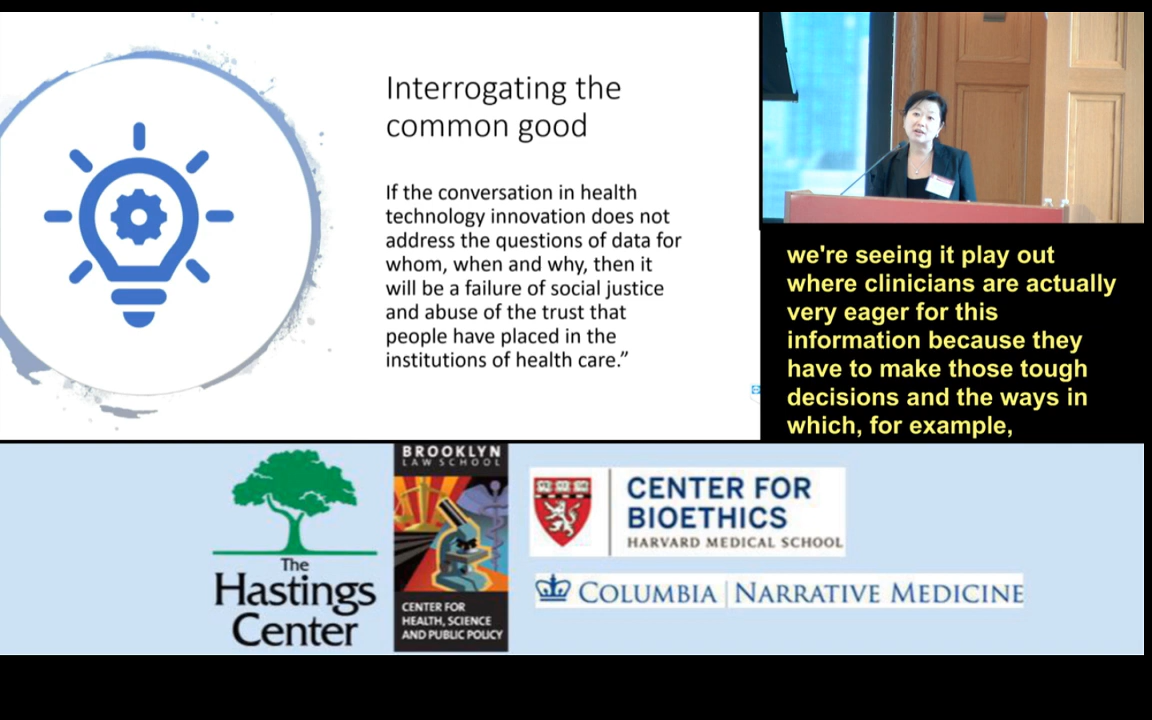 Interrogating the
common good
If the conversation in health
technology innovation does not
address the questions of data for
whom, when and why, then it
will be a failure of social justice
and abuse of the trust that
people have placed in the
institutions of health care.”
we're seeing it play out
where clinicians are actually
very eager for this
information because they
have to make those tough
decisions and the ways in
which, for example,
The
Hastings
Center
BROOKLYN
LAW SCHOOL
CENTER FOR
HEALTH, SCIENCE
AND PUBLIC POLICY
CENTER FOR
BIOETHICS
HARVARD MEDICAL SCHOOL
COLUMBIA | NARRATIVE MEDICINE